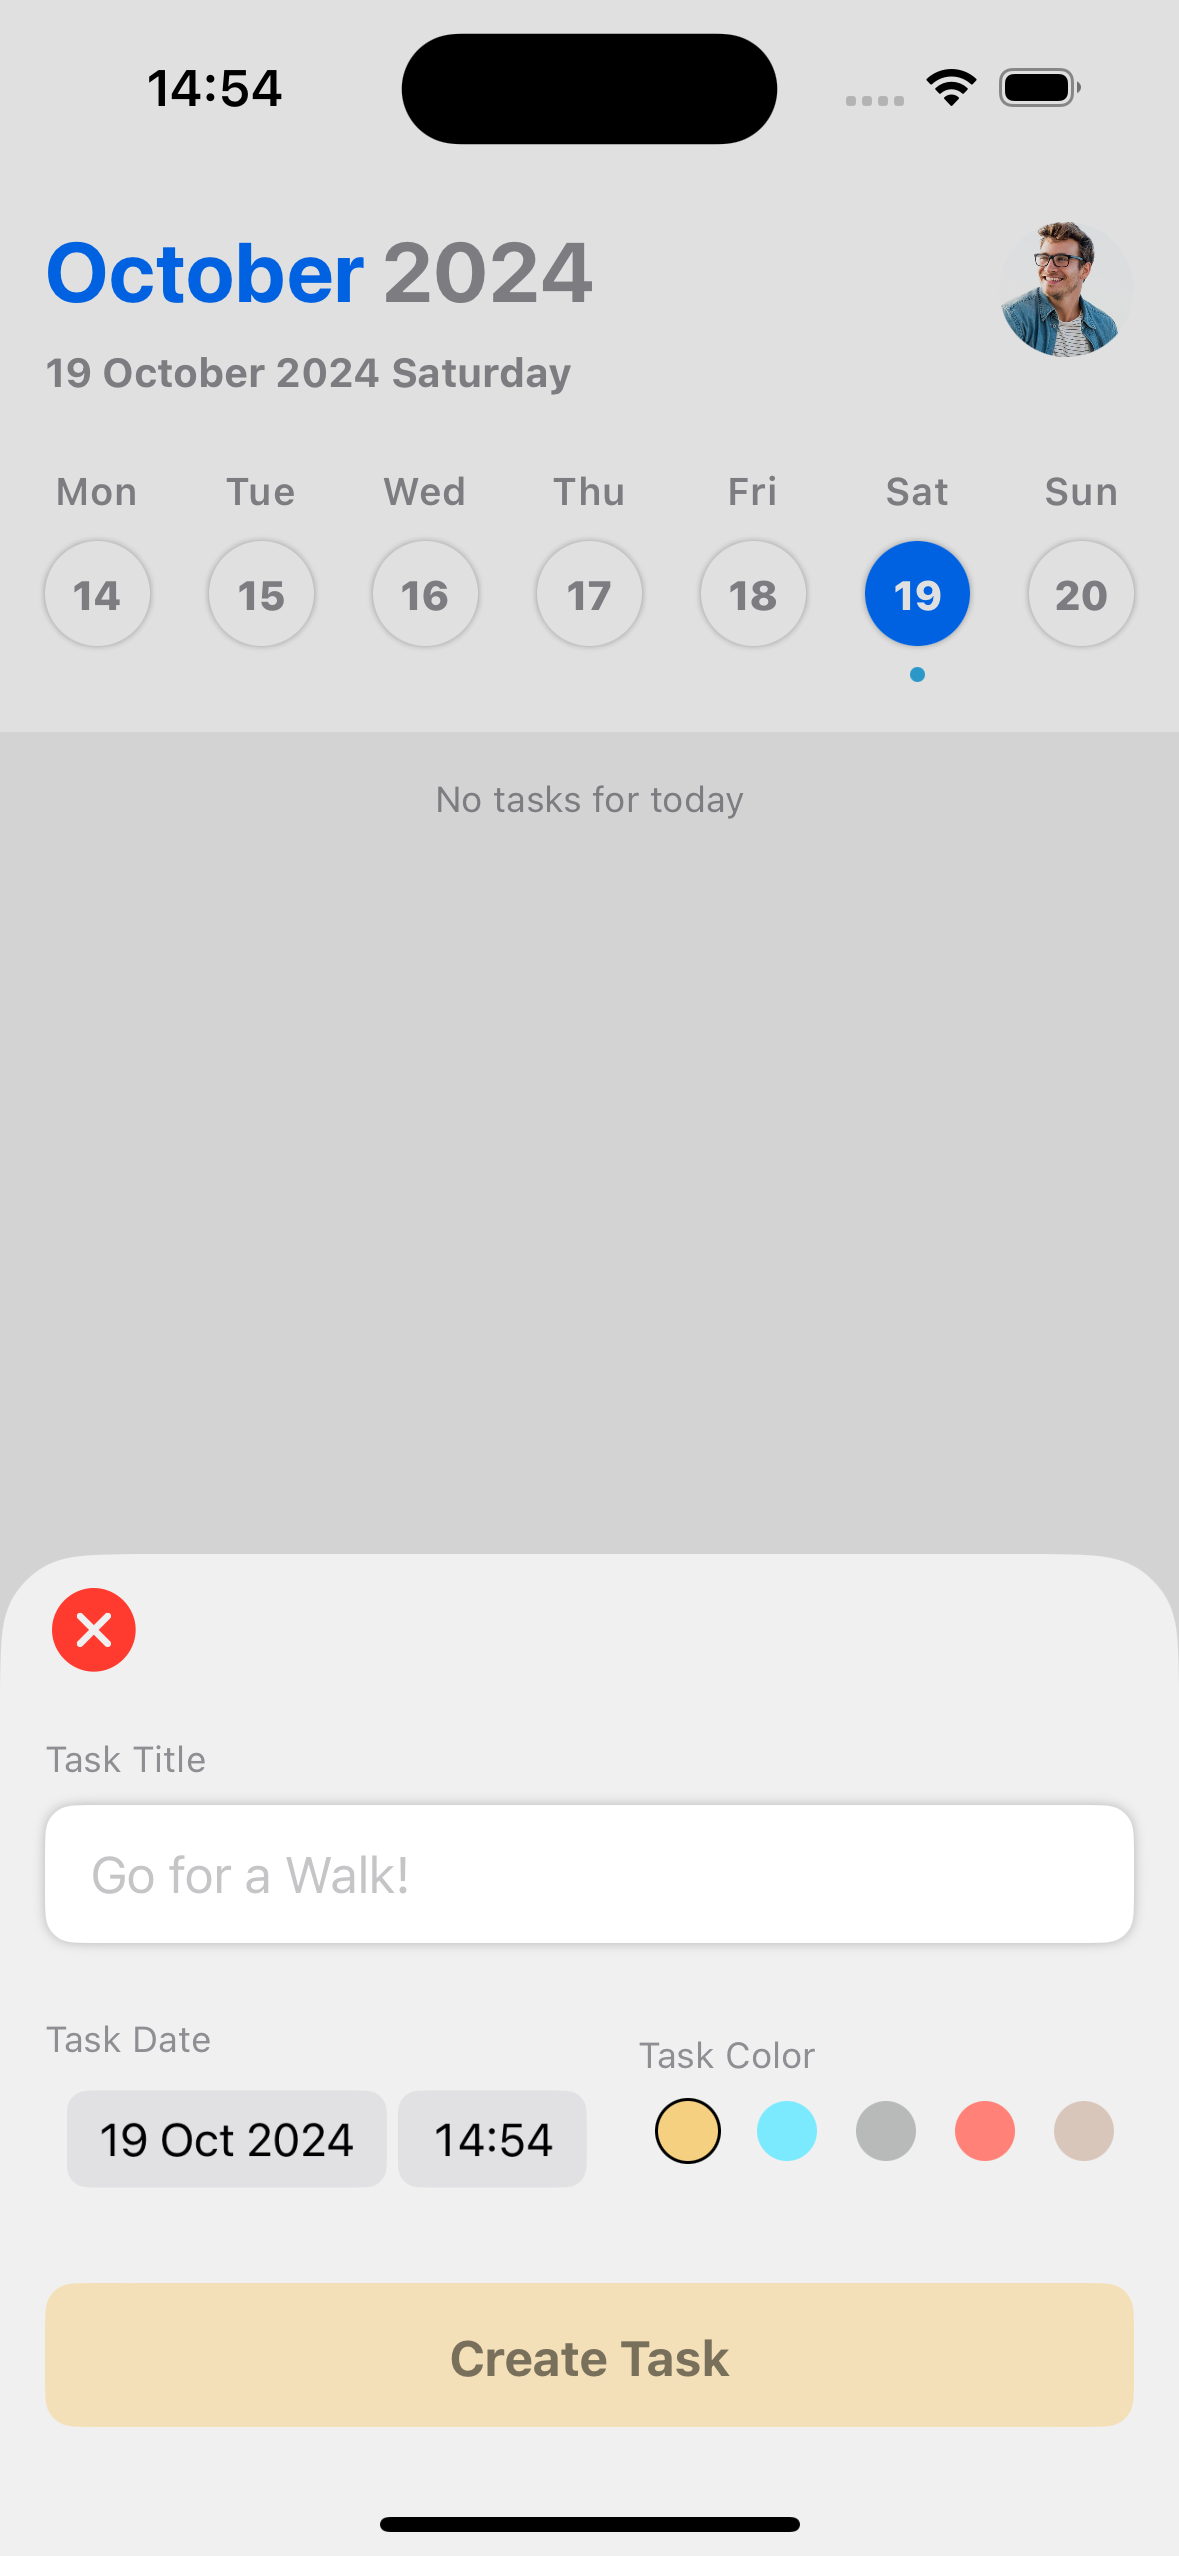 14:54
October 2024
19 October 2024 Saturday
Mon Tue Wed Thu Fri Sat Sun
14 15 16 17 18 19 20
No tasks for today
Task Title
Go for a Walk!
Task Date
Task Color
19 Oct 2024 14:54
Create Task